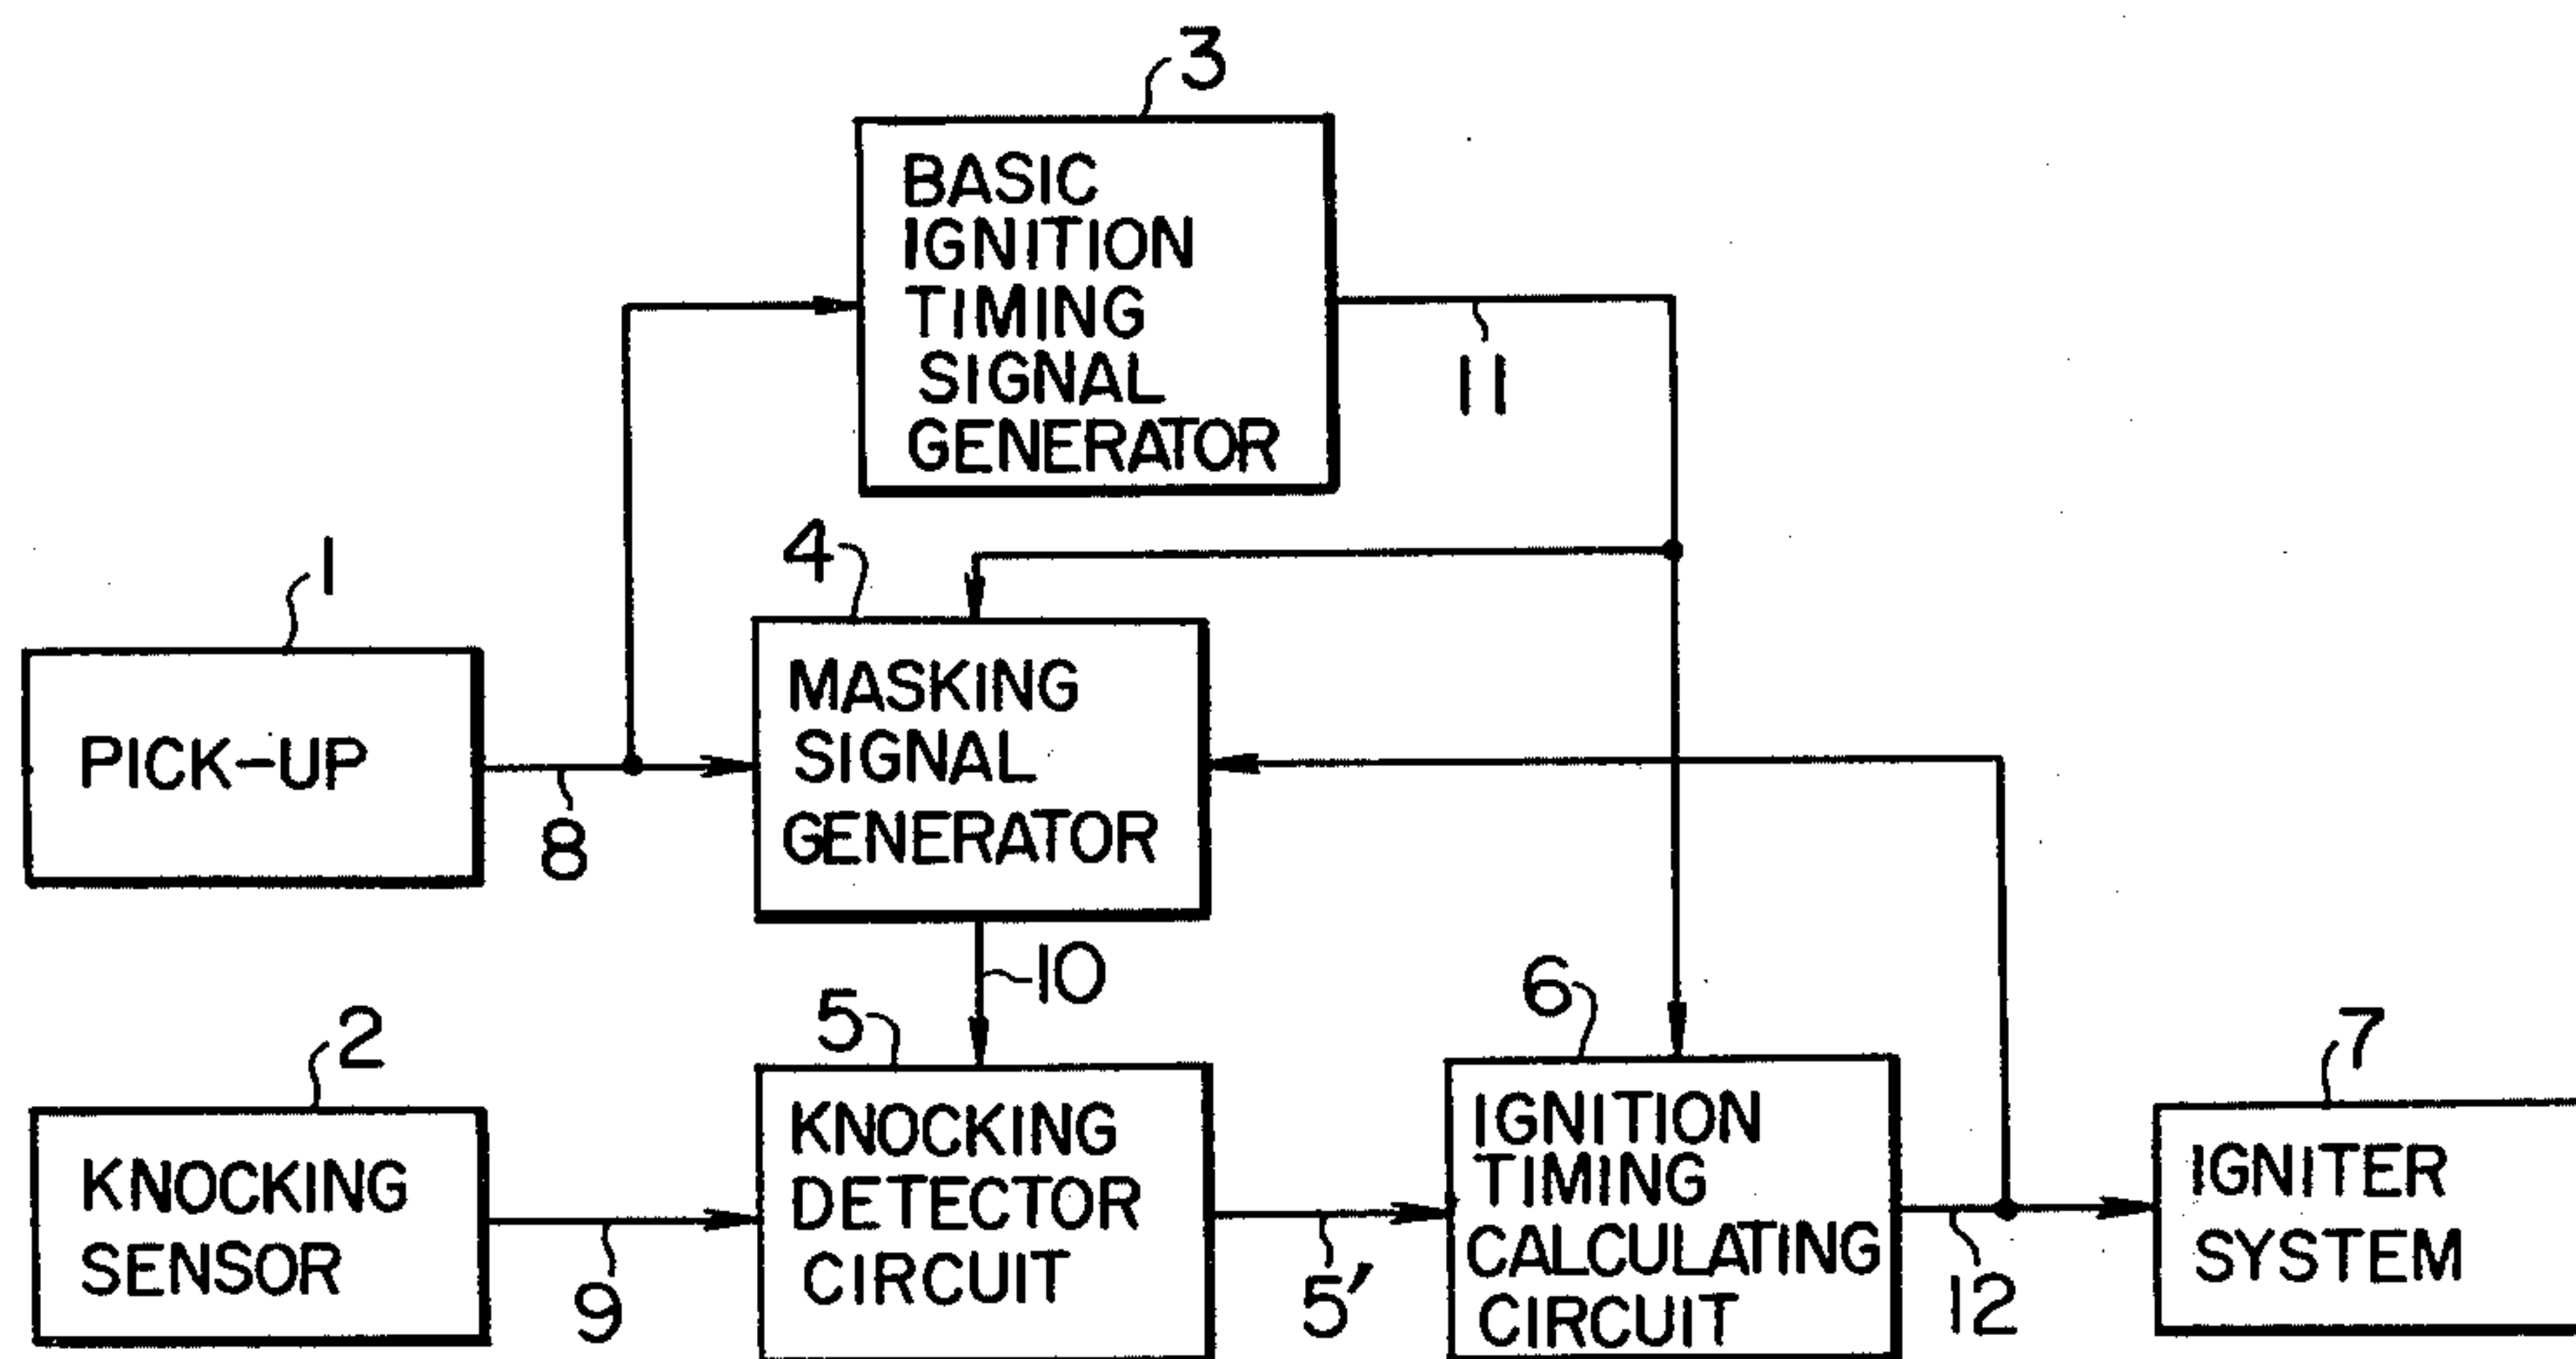 3
BASIC
IGNITION
TIMING
SIGNAL
GENERATOR
11
1
PICK-UP
8
4
MASKING
SIGNAL
GENERATOR
10
2
KNOCKING
SENSOR
9
5
KNOCKING
DETECTOR
CIRCUIT
5′
6
IGNITION
TIMING
CALCULATING
CIRCUIT
12
7
IGNITER
SYSTEM